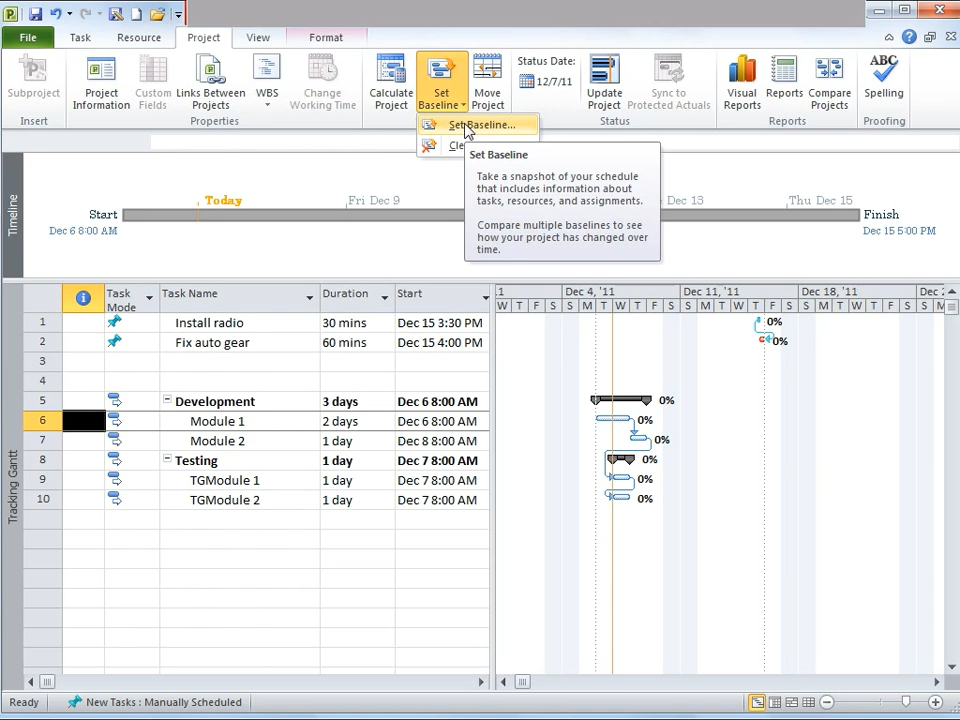 File
Task
Resource
Project
View
Format
Subproject
Project
Information
Custom
Fields
Links Between
Projects
WBS
Change
Working Time
Calculate
Project
Set
Baseline
Move
Project
Status Date:
12/7/11
Update
Project
Sync to
Protected Actuals
Visual
Reports
Reports
Compare
Projects
ABC
Spelling
Insert
Properties
Status
Reports
Proofing
Set Baseline...
Cle
Set Baseline
Take a snapshot of your schedule
that includes information about
tasks, resources, and assignments.
Compare multiple baselines to see
how your project has changed over
time.
Timeline
Today
Fri Dec 9
Dec 13
Thu Dec 15
Start
Dec 6 8:00 AM
Finish
Dec 15 5:00 PM
Tracking Gantt
Task
Mode
Task Name
Duration
Start
.1
Dec 4, '11
Dec 11, '11
Dec 18, '11
Dec 2
W T F S S M T W T F S S M T W T F S S M T W T F S S M
1 Install radio 30 mins Dec 15 3:30 PM 0%
2 Fix auto gear 60 mins Dec 15 4:00 PM 0%
3
4
5 Development 3 days Dec 6 8:00 AM 0%
6 Module 1 2 days Dec 6 8:00 AM 0%
7 Module 2 1 day Dec 8 8:00 AM 0%
8 Testing 1 day Dec 7 8:00 AM 0%
9 TGModule 1 1 day Dec 7 8:00 AM 0%
10 TGModule 2 1 day Dec 7 8:00 AM 0%
Ready
New Tasks : Manually Scheduled